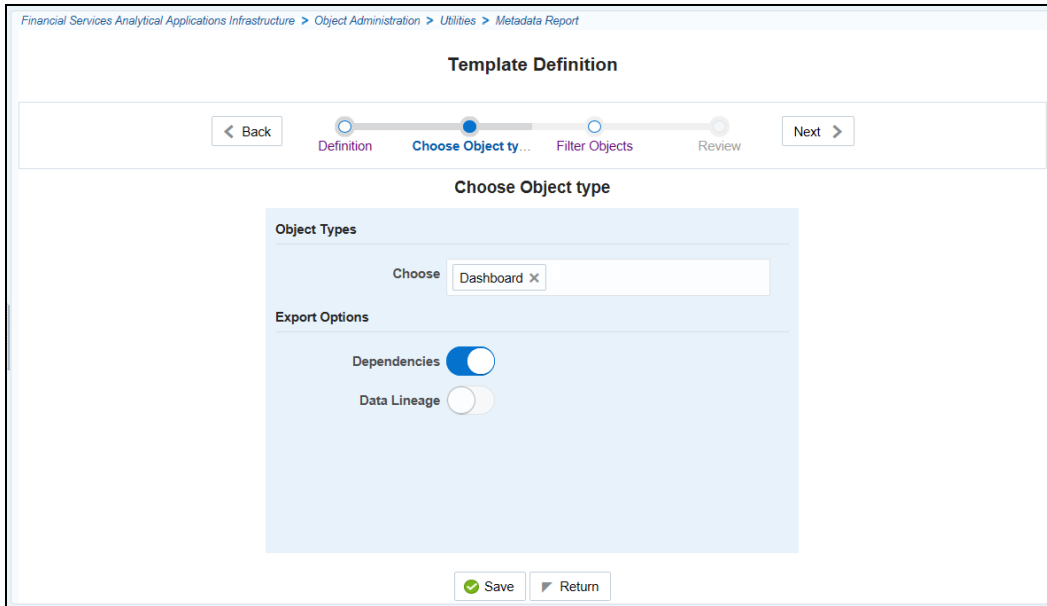 Financial Services Analytical Applications Infrastructure > Object Administration > Utilities > Metadata Report
Template Definition
Back
Definition
Choose Object ty...
Filter Objects
Review
Next
Choose Object type
Object Types
Choose
Dashboard
Export Options
Dependencies
Data Lineage
Save
Return